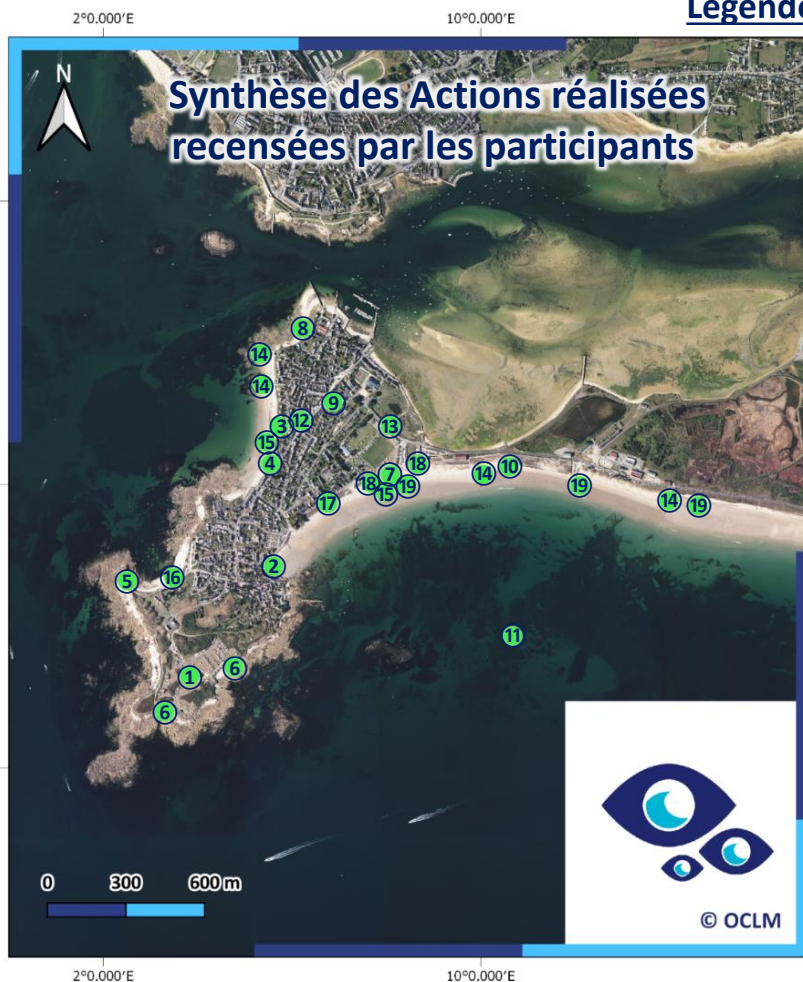 Légende
2°0.000'E
10°0.000'E
N
Synthèse des Actions réalisées
recensées par les participants
8
14
14
9
3
12
13
15
4
18
7
14
10
18
15
19
19
14
19
17
2
5
16
11
6
1
6
0
300
600 m
© OCLM
2°0.000'E
10°0.000'E